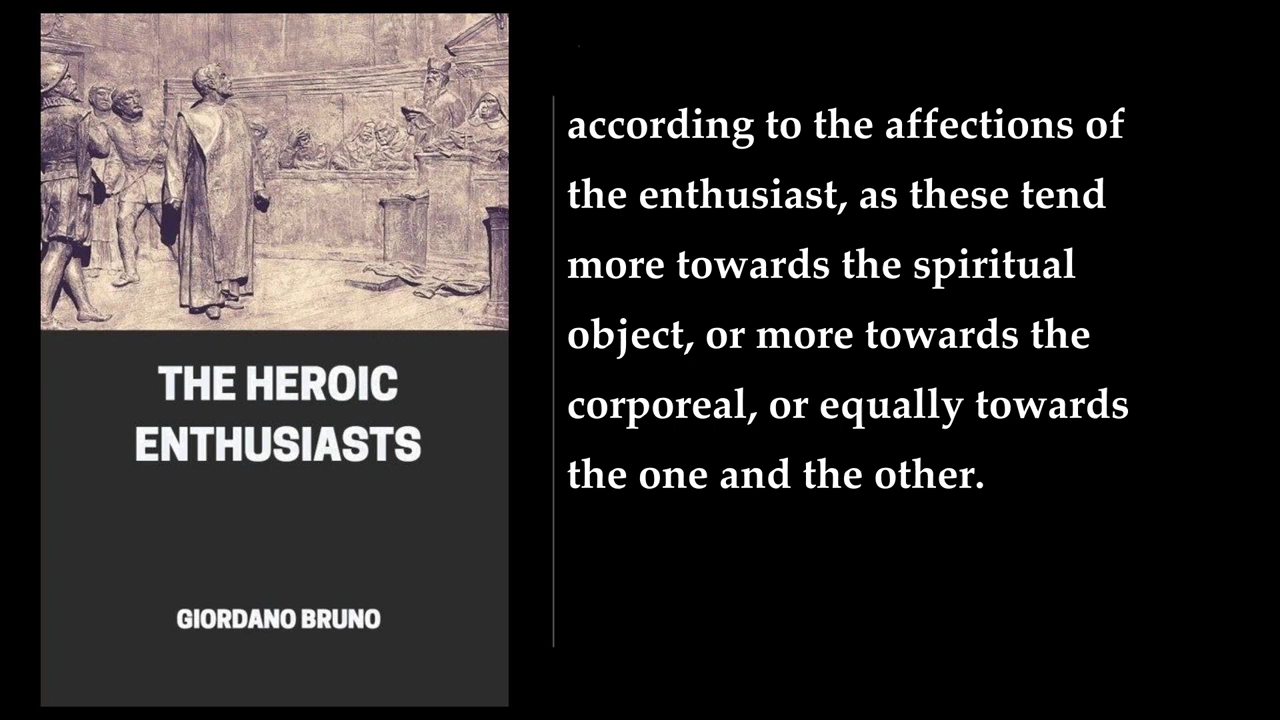 THE HEROIC
ENTHUSIASTS
GIORDANO BRUNO
according to the affections of
the enthusiast, as these tend
more towards the spiritual
object, or more towards the
corporeal, or equally towards
the one and the other.